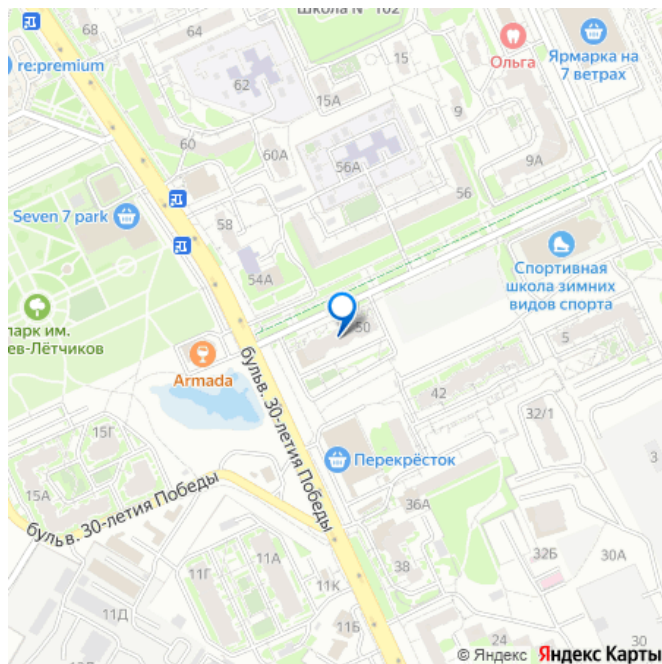 Школа № 102
68
64
Ольга
Ярмарка на
7 ветрах
re:premium
15
62
15А
9
60
60А
56А
9А
56
Seven 7 park
58
Спортивная
школа зимних
видов спорта
54А
парк им.
ев-Лётчиков
50
5
Armada
бульв. 30-летия Победы
42
32/1
15Г
Перекрёсток
3
15А
бульв. 30-летия Победы
36А
11А
11Г
32Б
30А
38
11К
11Д
11Б
24
30
© Яндекс Яндекс Карты